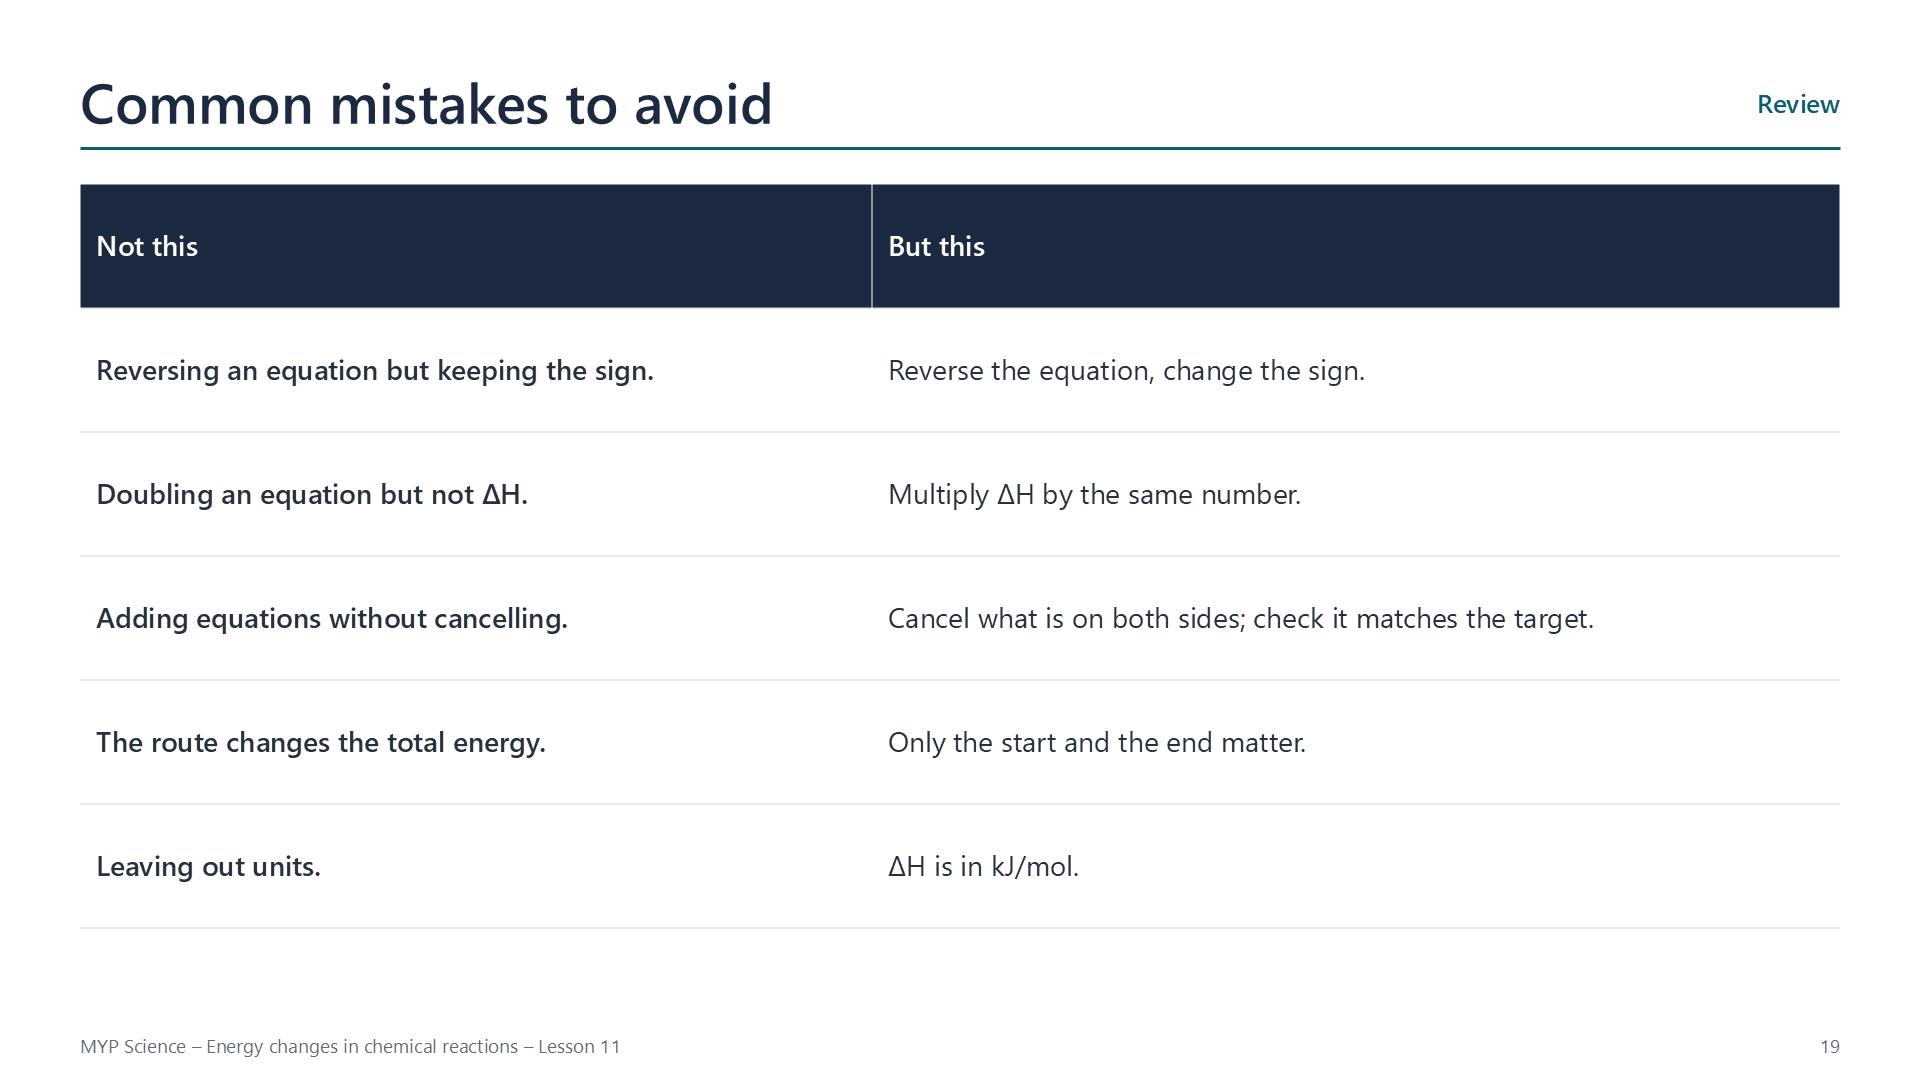 Common mistakes to avoid
Review
Not this
But this
Reversing an equation but keeping the sign.
Reverse the equation, change the sign.
Doubling an equation but not ΔH.
Multiply ΔH by the same number.
Adding equations without cancelling.
Cancel what is on both sides; check it matches the target.
The route changes the total energy.
Only the start and the end matter.
Leaving out units.
ΔH is in kJ/mol.
MYP Science – Energy changes in chemical reactions – Lesson 11
19